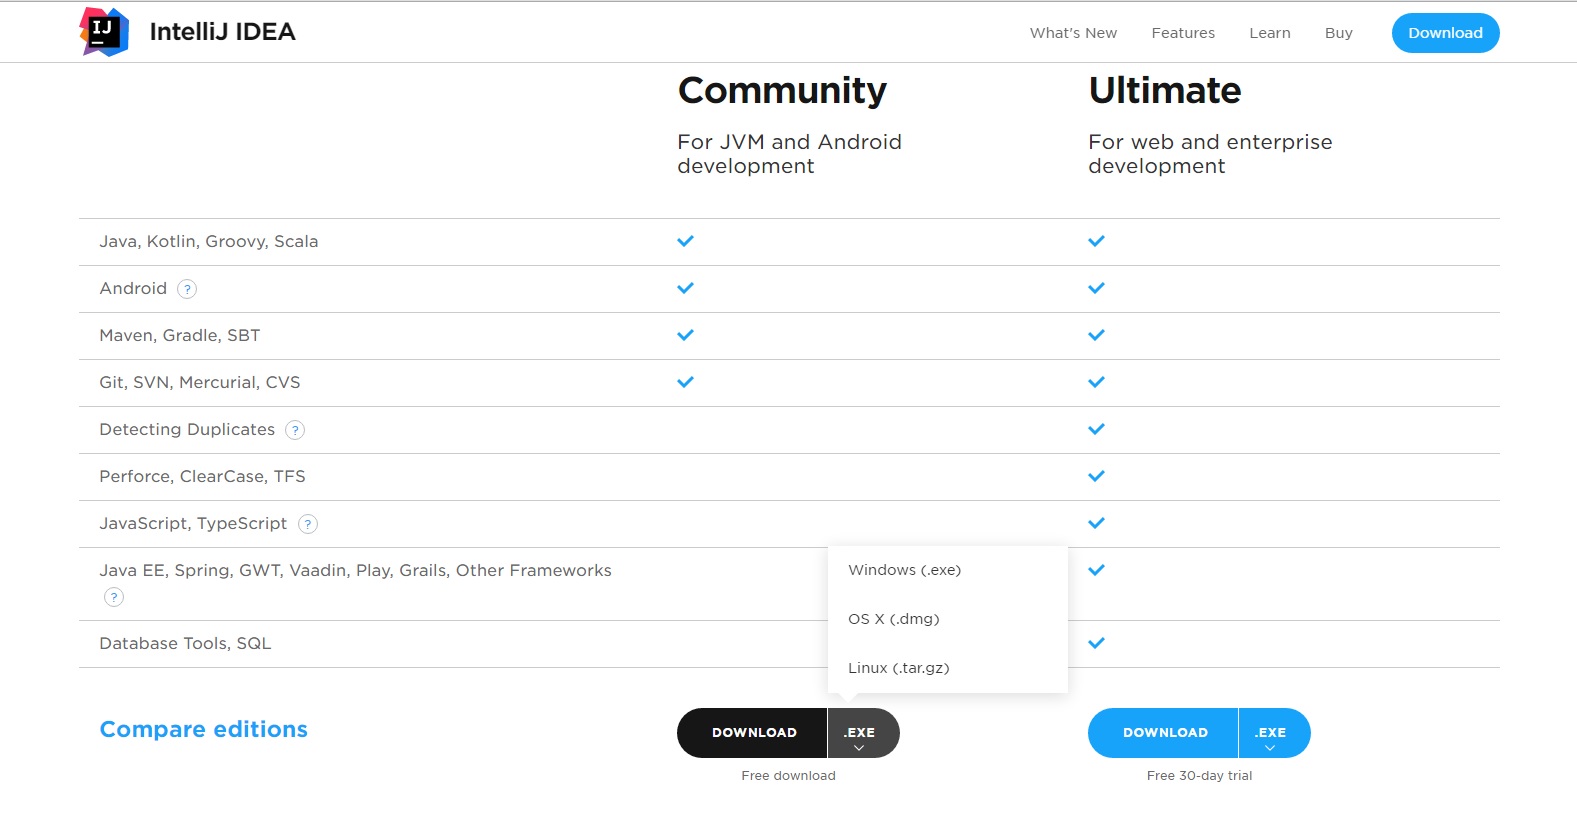 IJ
IntelliJ IDEA
What's New
Features
Learn
Buy
Download
Community
Ultimate
For JVM and Android
development
For web and enterprise
development
Java, Kotlin, Groovy, Scala
Android ?
Maven, Gradle, SBT
Git, SVN, Mercurial, CVS
Detecting Duplicates ?
Perforce, ClearCase, TFS
JavaScript, TypeScript ?
Java EE, Spring, GWT, Vaadin, Play, Grails, Other Frameworks
?
Database Tools, SQL
Windows (.exe)
OS X (.dmg)
Linux (.tar.gz)
Compare editions
DOWNLOAD
.EXE
Free download
DOWNLOAD
.EXE
Free 30-day trial